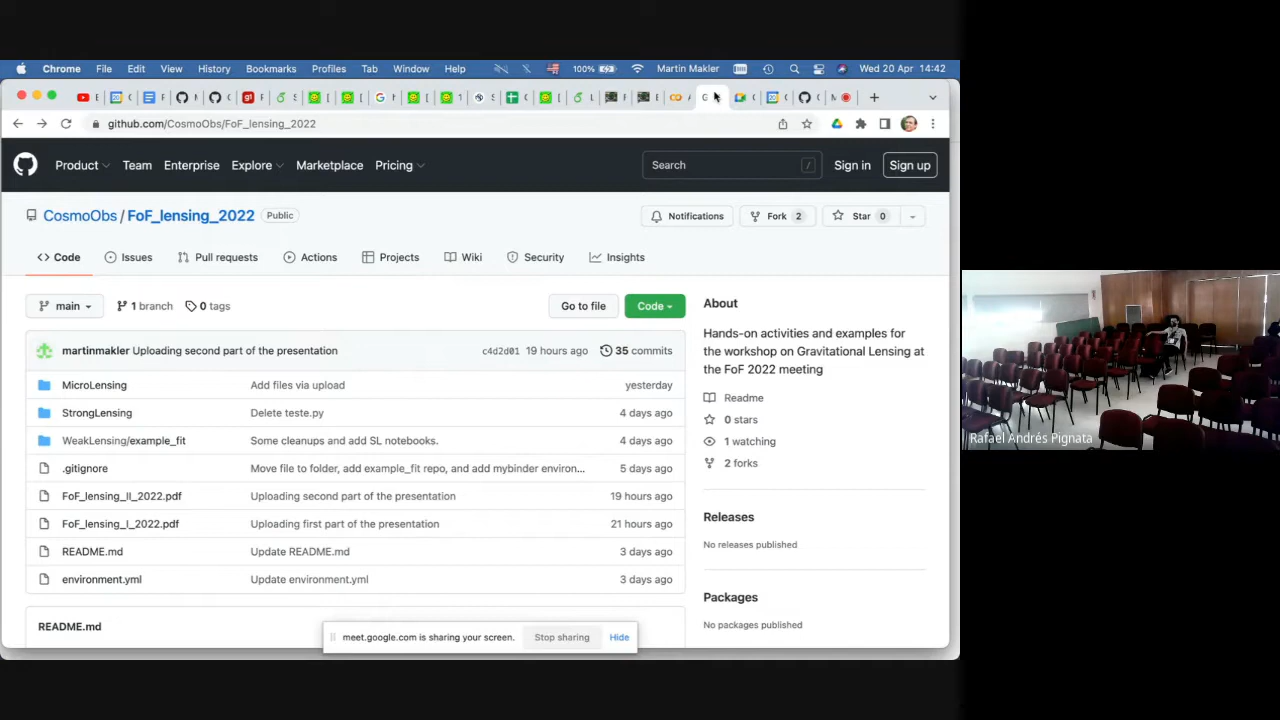 Chrome File Edit View History Bookmarks Profiles Tab Window Help 100% Martin Makler Wed 20 Apr 14:42
github.com/CosmoObs/FoF_lensing_2022
Product Team Enterprise Explore Marketplace Pricing Search / Sign in Sign up
CosmoObs / FoF_lensing_2022 Public Notifications Fork 2 Star 0
<> Code Issues Pull requests Actions Projects Wiki Security Insights
main 1 branch 0 tags Go to file Code
martinmakler Uploading second part of the presentation c4d2d01 19 hours ago 35 commits
MicroLensing Add files via upload yesterday
StrongLensing Delete teste.py 4 days ago
WeakLensing/example_fit Some cleanups and add SL notebooks. 4 days ago
.gitignore Move file to folder, add example_fit repo, and add mybinder environ... 5 days ago
FoF_lensing_II_2022.pdf Uploading second part of the presentation 19 hours ago
FoF_lensing_I_2022.pdf Uploading first part of the presentation 21 hours ago
README.md Update README.md 3 days ago
environment.yml Update environment.yml 3 days ago
README.md
About
Hands-on activities and examples for
the workshop on Gravitational Lensing at
the FoF 2022 meeting
Readme
0 stars
1 watching
2 forks
Releases
No releases published
Packages
No packages published
meet.google.com is sharing your screen. Stop sharing Hide
Rafael Andrés Pignata